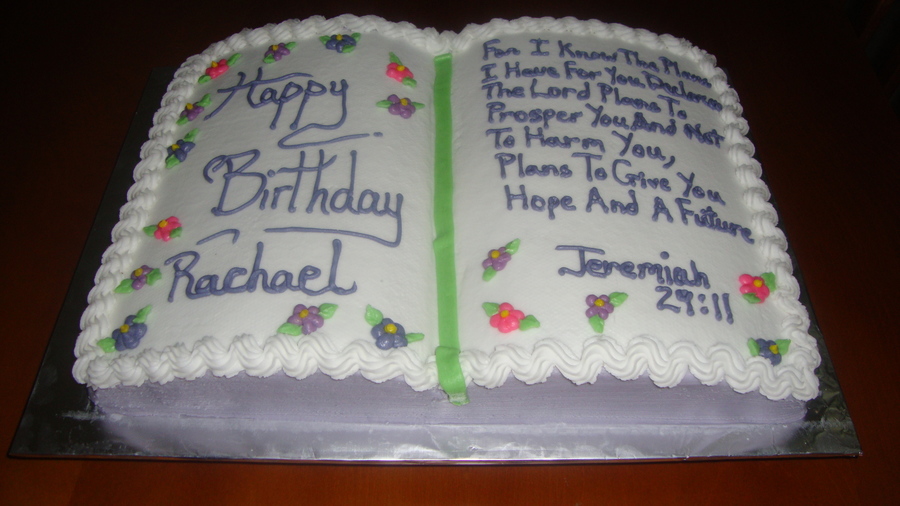 Happy
Birthday
Rachael
For I Know The Plans
I Have For You Declares
The Lord Plans To
Prosper You And Not
To Harm You,
Plans To Give You
Hope And A Future
Jeremiah
29:11